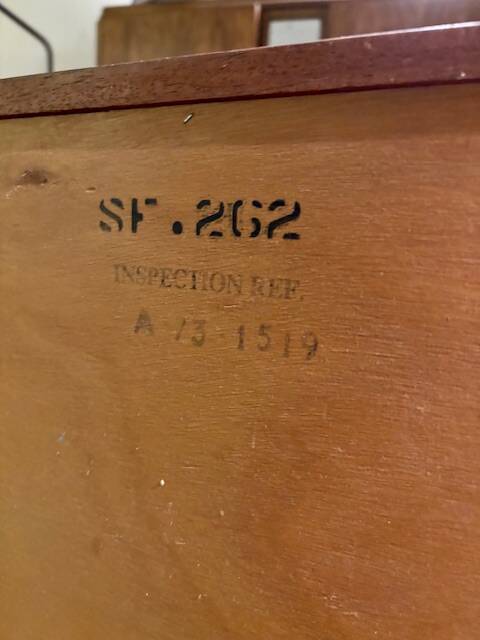 SF.262
INSPECTION REF.
A /3 1519